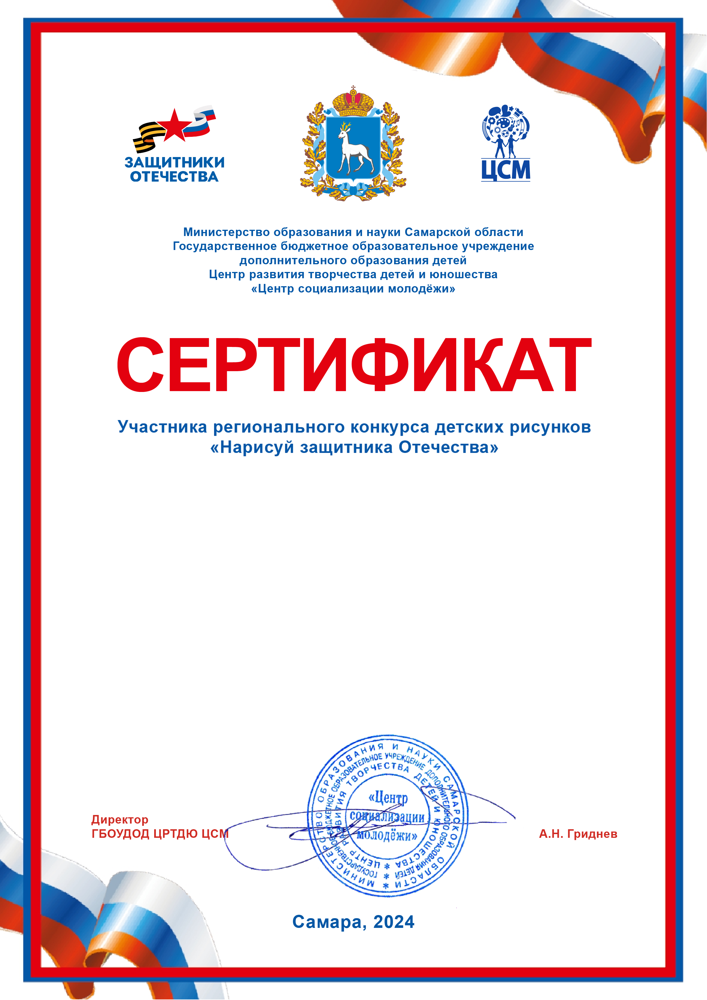 ЗАЩИТНИКИ
ОТЕЧЕСТВА
ЦСМ
Министерство образования и науки Самарской области
Государственное бюджетное образовательное учреждение
дополнительного образования детей
Центр развития творчества детей и юношества
«Центр социализации молодёжи»
СЕРТИФИКАТ
Участника регионального конкурса детских рисунков
«Нарисуй защитника Отечества»
МИНИСТЕРСТВО ОБРАЗОВАНИЯ И НАУКИ САМАРСКОЙ ОБЛАСТИ *
ГОСУДАРСТВЕННОЕ БЮДЖЕТНОЕ ОБРАЗОВАТЕЛЬНОЕ УЧРЕЖДЕНИЕ ДОПОЛНИТЕЛЬНОГО ОБРАЗОВАНИЯ ДЕТЕЙ *
ЦЕНТР РАЗВИТИЯ ТВОРЧЕСТВА ДЕТЕЙ И ЮНОШЕСТВА *
«Центр
социализации
молодёжи»
Директор
ГБОУДОД ЦРТДЮ ЦСМ
А.Н. Гриднев
Самара, 2024